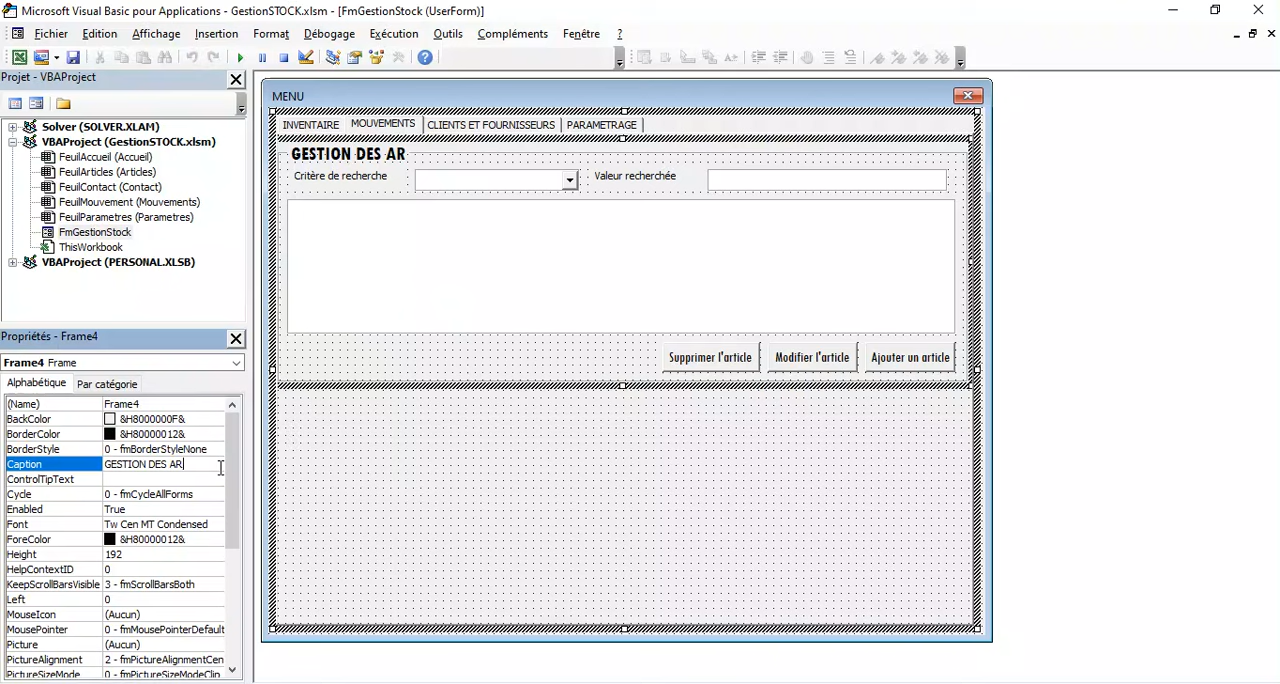 Microsoft Visual Basic pour Applications - GestionSTOCK.xlsm - [FmGestionStock (UserForm)]
Fichier Edition Affichage Insertion Format Débogage Exécution Outils Compléments Fenêtre ?
Projet - VBAProject
Solver (SOLVER.XLAM)
VBAProject (GestionSTOCK.xlsm)
FeuilAccueil (Accueil)
FeuilArticles (Articles)
FeuilContact (Contact)
FeuilMouvement (Mouvements)
FeuilParametres (Parametres)
FmGestionStock
ThisWorkbook
VBAProject (PERSONAL.XLSB)
Propriétés - Frame4
Frame4 Frame
Alphabétique Par catégorie
(Name) Frame4
BackColor &H8000000F&
BorderColor &H80000012&
BorderStyle 0 - fmBorderStyleNone
Caption GESTION DES AR
ControlTipText
Cycle 0 - fmCycleAllForms
Enabled True
Font Tw Cen MT Condensed
ForeColor &H80000012&
Height 192
HelpContextID 0
KeepScrollBarsVisible 3 - fmScrollBarsBoth
Left 0
MouseIcon (Aucun)
MousePointer 0 - fmMousePointerDefault
Picture (Aucun)
PictureAlignment 2 - fmPictureAlignmentCen
PictureSizeMode 0 - fmPictureSizeModeClip
MENU
INVENTAIRE MOUVEMENTS CLIENTS ET FOURNISSEURS PARAMETRAGE
GESTION DES AR
Critère de recherche Valeur recherchée
Supprimer l'article Modifier l'article Ajouter un article